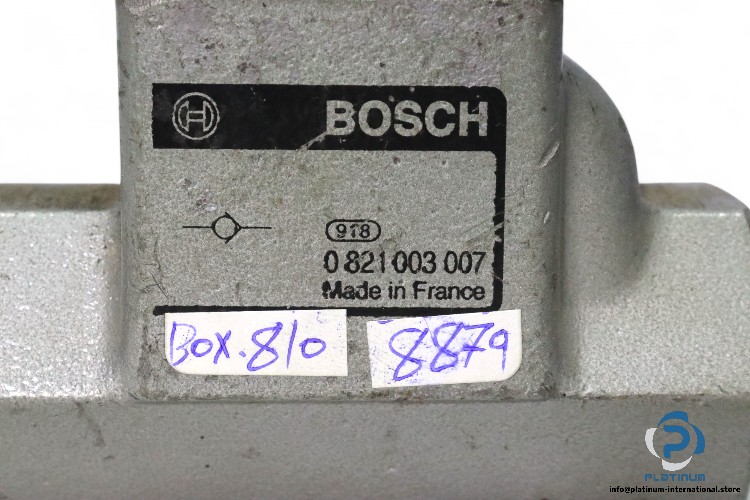 BOSCH
918
0 821 003 007
Made in France
Box.810
8879
PLATINUM
info@platinum-international.store